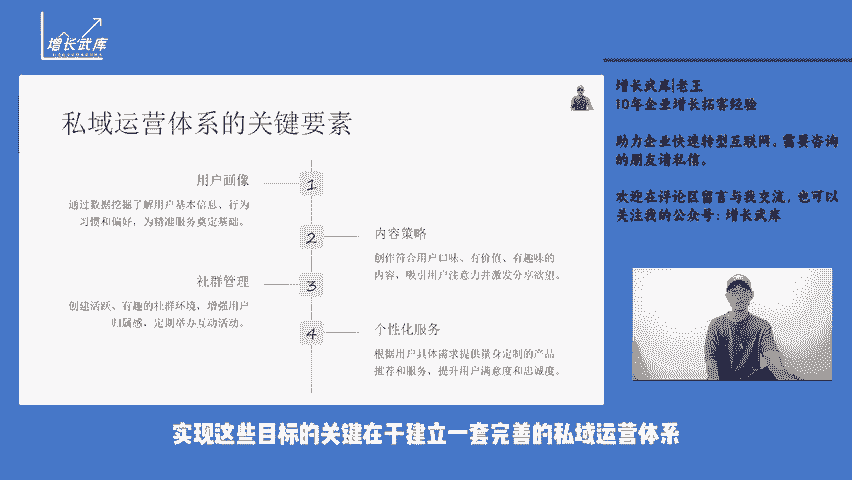 增长武库
私域运营体系的关键要素
1
用户画像
通过数据挖掘了解用户基本信息、行为
习惯和偏好，为精准服务奠定基础。
2
内容策略
创作符合用户口味、有价值、有趣味的
内容，吸引用户注意力并激发分享欲望。
3
社群管理
创建活跃、有趣的社群环境，增强用户
归属感，定期举办互动活动。
4
个性化服务
根据用户具体需求提供量身定制的产品
推荐和服务，提升用户满意度和忠诚度。
增长武库|老王
10年企业增长拓客经验
助力企业快速转型互联网。需要咨询
的朋友请私信。
欢迎在评论区留言与我交流，也可以
关注我的公众号：增长武库
实现这些目标的关键在于建立一套完善的私域运营体系